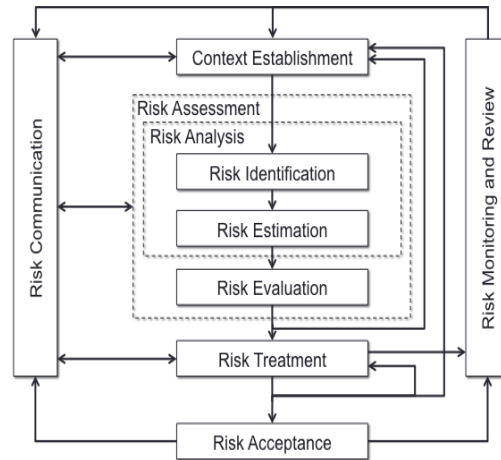 Context Establishment
Risk Assessment
Risk Analysis
Risk Identification
Risk Estimation
Risk Evaluation
Risk Treatment
Risk Acceptance
Risk Communication
Risk Monitoring and Review